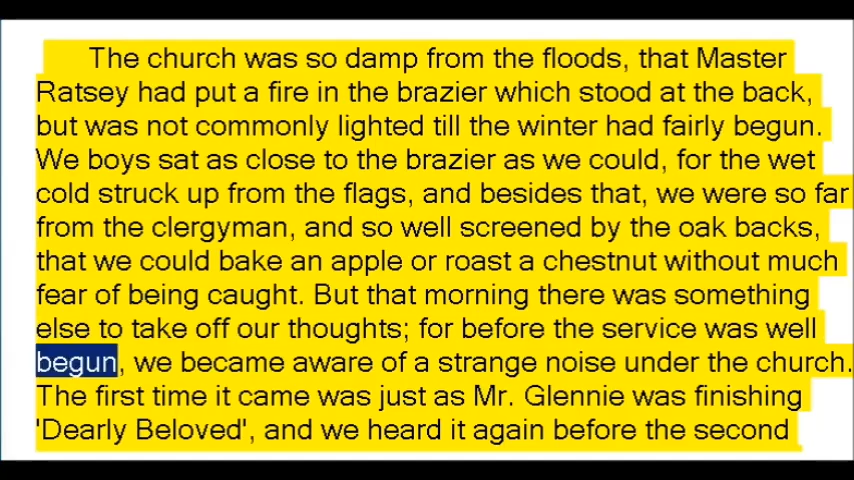 The church was so damp from the floods, that Master
Ratsey had put a fire in the brazier which stood at the back,
but was not commonly lighted till the winter had fairly begun.
We boys sat as close to the brazier as we could, for the wet
cold struck up from the flags, and besides that, we were so far
from the clergyman, and so well screened by the oak backs,
that we could bake an apple or roast a chestnut without much
fear of being caught. But that morning there was something
else to take off our thoughts; for before the service was well
begun, we became aware of a strange noise under the church.
The first time it came was just as Mr. Glennie was finishing
'Dearly Beloved', and we heard it again before the second